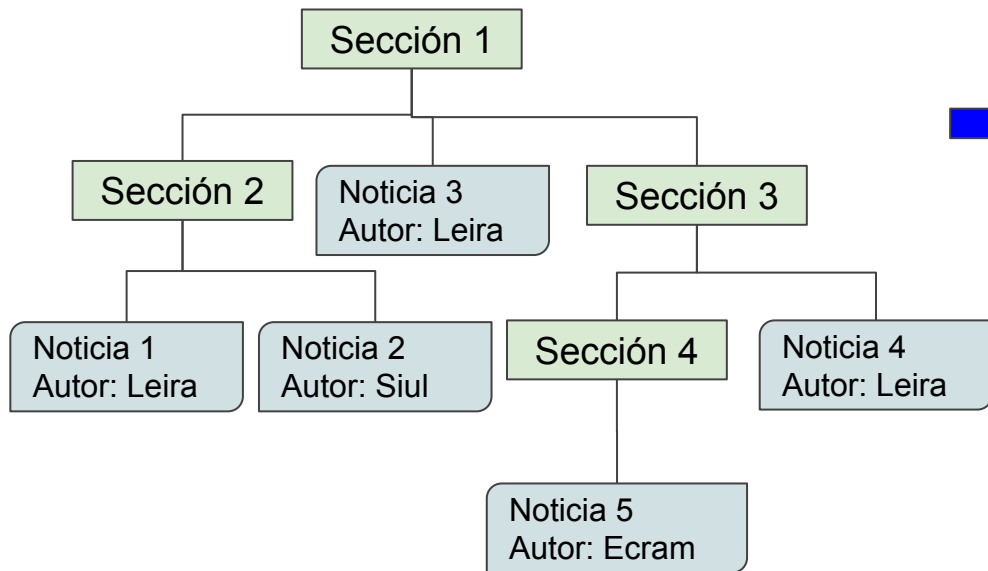 Sección 1
Sección 2
Noticia 3
Autor: Leira
Sección 3
Noticia 1
Autor: Leira
Noticia 2
Autor: Siul
Sección 4
Noticia 4
Autor: Leira
Noticia 5
Autor: Ecram